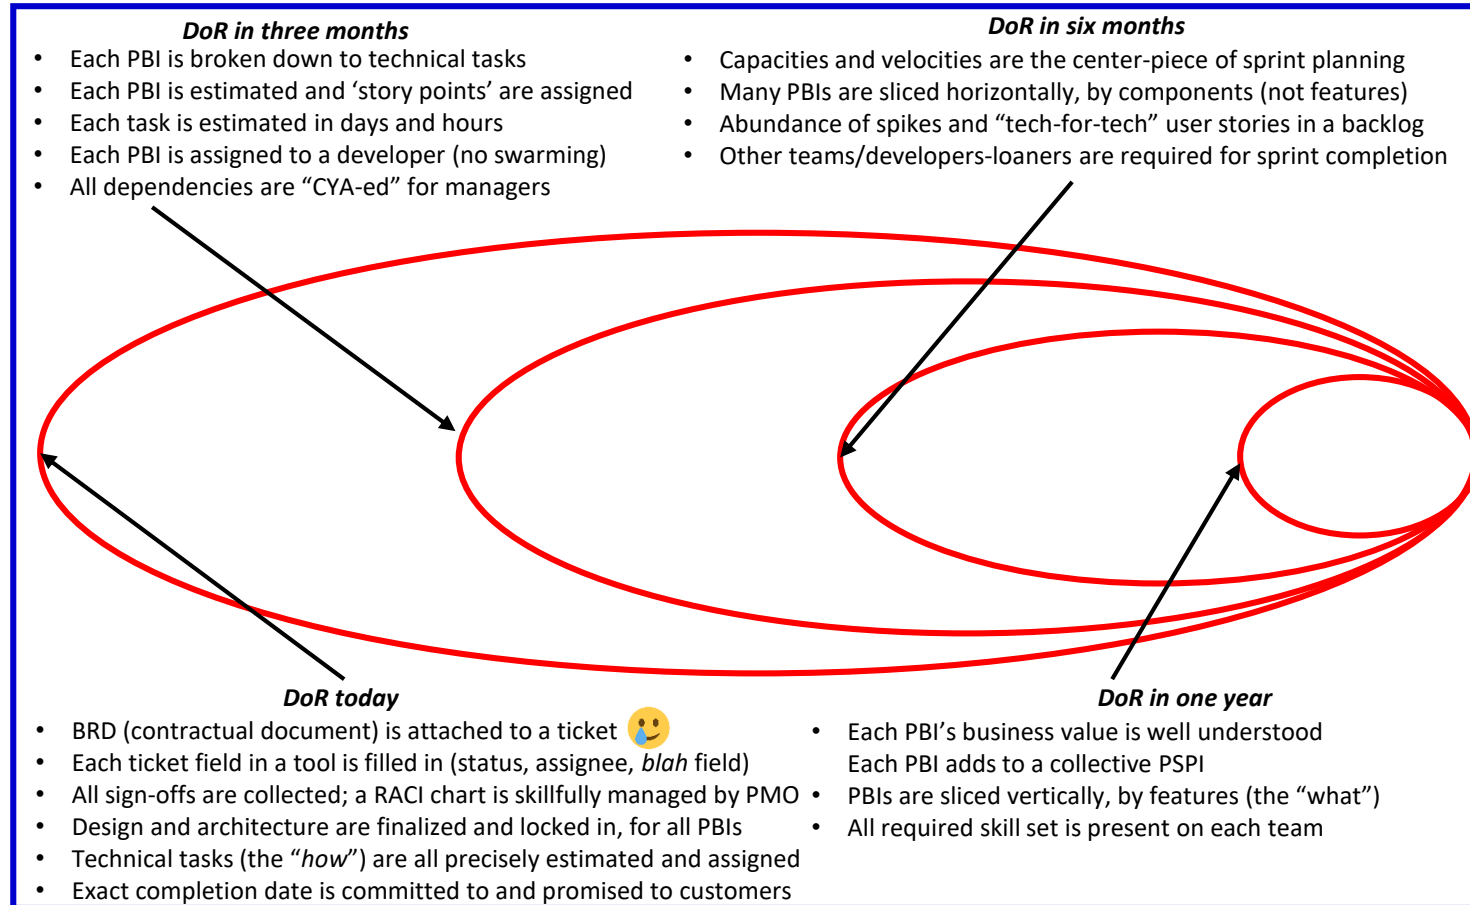 DoR in three months
• Each PBI is broken down to technical tasks
• Each PBI is estimated and ‘story points’ are assigned
• Each task is estimated in days and hours
• Each PBI is assigned to a developer (no swarming)
• All dependencies are “CYA-ed” for managers
DoR in six months
• Capacities and velocities are the center-piece of sprint planning
• Many PBIs are sliced horizontally, by components (not features)
• Abundance of spikes and “tech-for-tech” user stories in a backlog
• Other teams/developers-loaners are required for sprint completion
DoR today
• BRD (contractual document) is attached to a ticket
• Each ticket field in a tool is filled in (status, assignee, blah field)
• All sign-offs are collected; a RACI chart is skillfully managed by PMO
• Design and architecture are finalized and locked in, for all PBIs
• Technical tasks (the “how”) are all precisely estimated and assigned
• Exact completion date is committed to and promised to customers
DoR in one year
• Each PBI’s business value is well understood
Each PBI adds to a collective PSPI
• PBIs are sliced vertically, by features (the “what”)
• All required skill set is present on each team